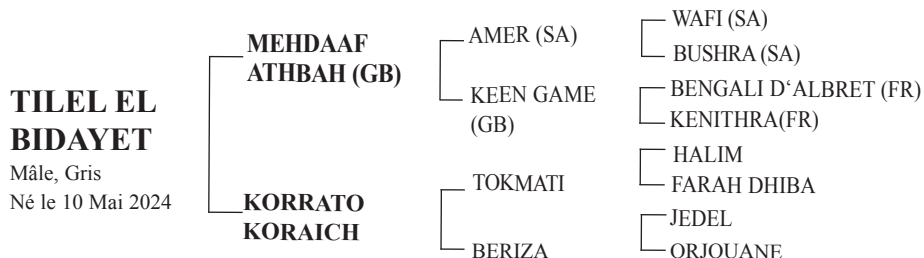 TILEL EL
BIDAYET
Mâle, Gris
Né le 10 Mai 2024
MEHDAAF
ATHBAH (GB)
KORRATO
KORAICH
AMER (SA)
KEEN GAME
(GB)
TOKMATI
BERIZA
WAFI (SA)
BUSHRA (SA)
BENGALI D‘ALBRET (FR)
KENITHRA(FR)
HALIM
FARAH DHIBA
JEDEL
ORJOUANE